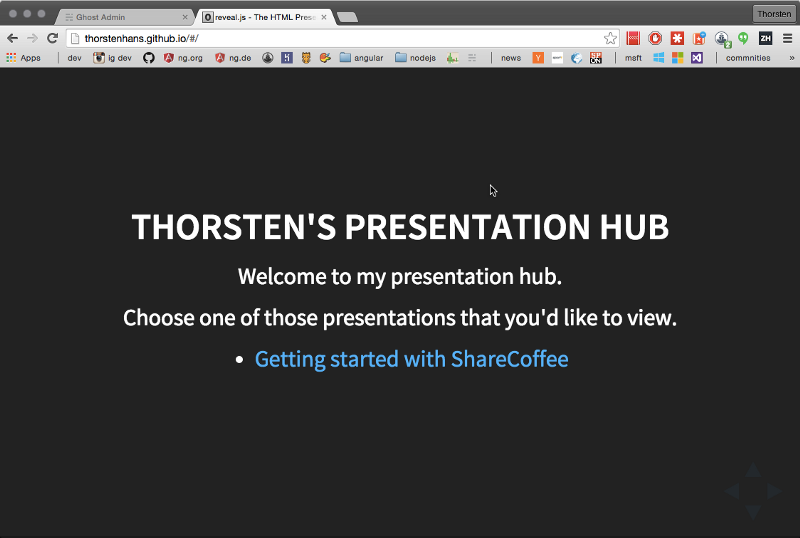 Ghost Admin
reveal.js - The HTML Pres
Thorsten
thorstenhans.github.io/#/
ZH
Apps
dev
ig dev
ng.org
ng.de
angular
nodejs
news
Y
msft
commnities
»
THORSTEN'S PRESENTATION HUB
Welcome to my presentation hub.
Choose one of those presentations that you'd like to view.
• Getting started with ShareCoffee